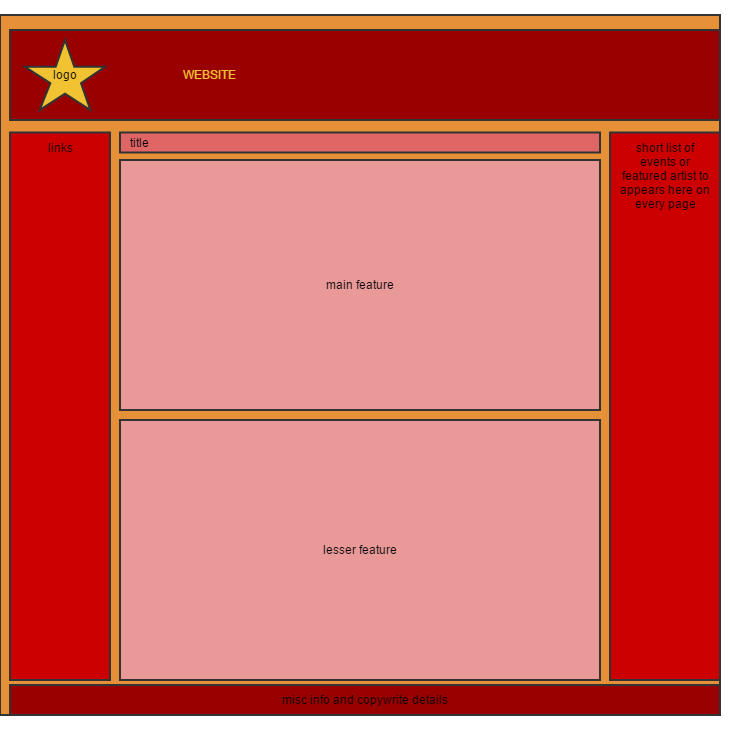 logo
WEBSITE
links
title
short list of
events or
featured artist to
appears here on
every page
main feature
lesser feature
misc info and copywrite details